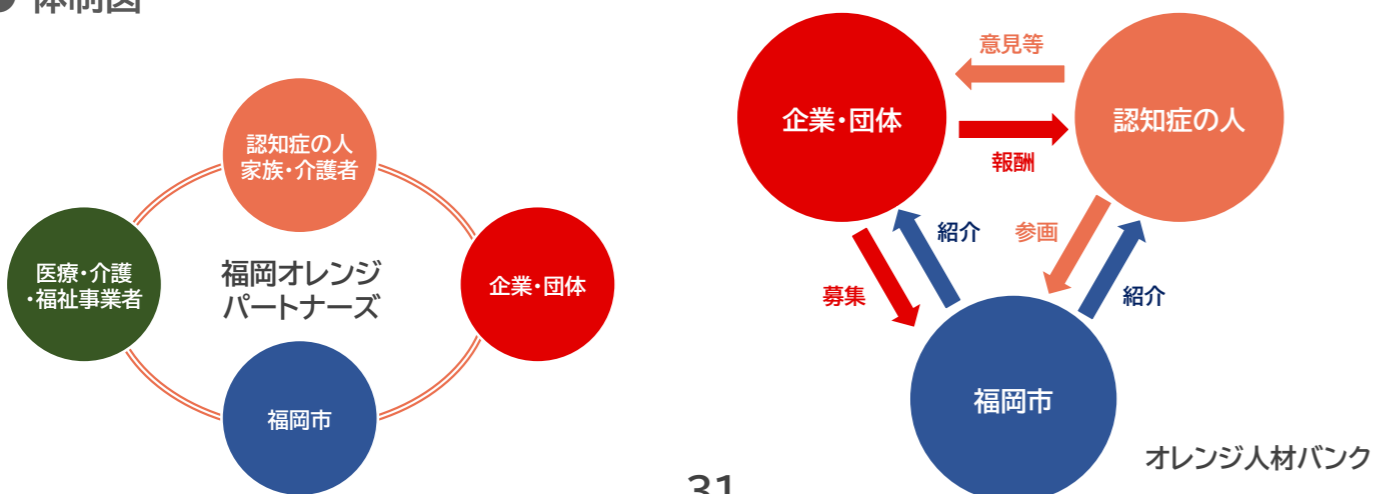 体制図
認知症の人
家族・介護者
医療・介護
・福祉事業者
福岡オレンジ
パートナーズ
企業・団体
福岡市
意見等
企業・団体
認知症の人
報酬
紹介
参画
募集
紹介
福岡市
オレンジ人材バンク
31